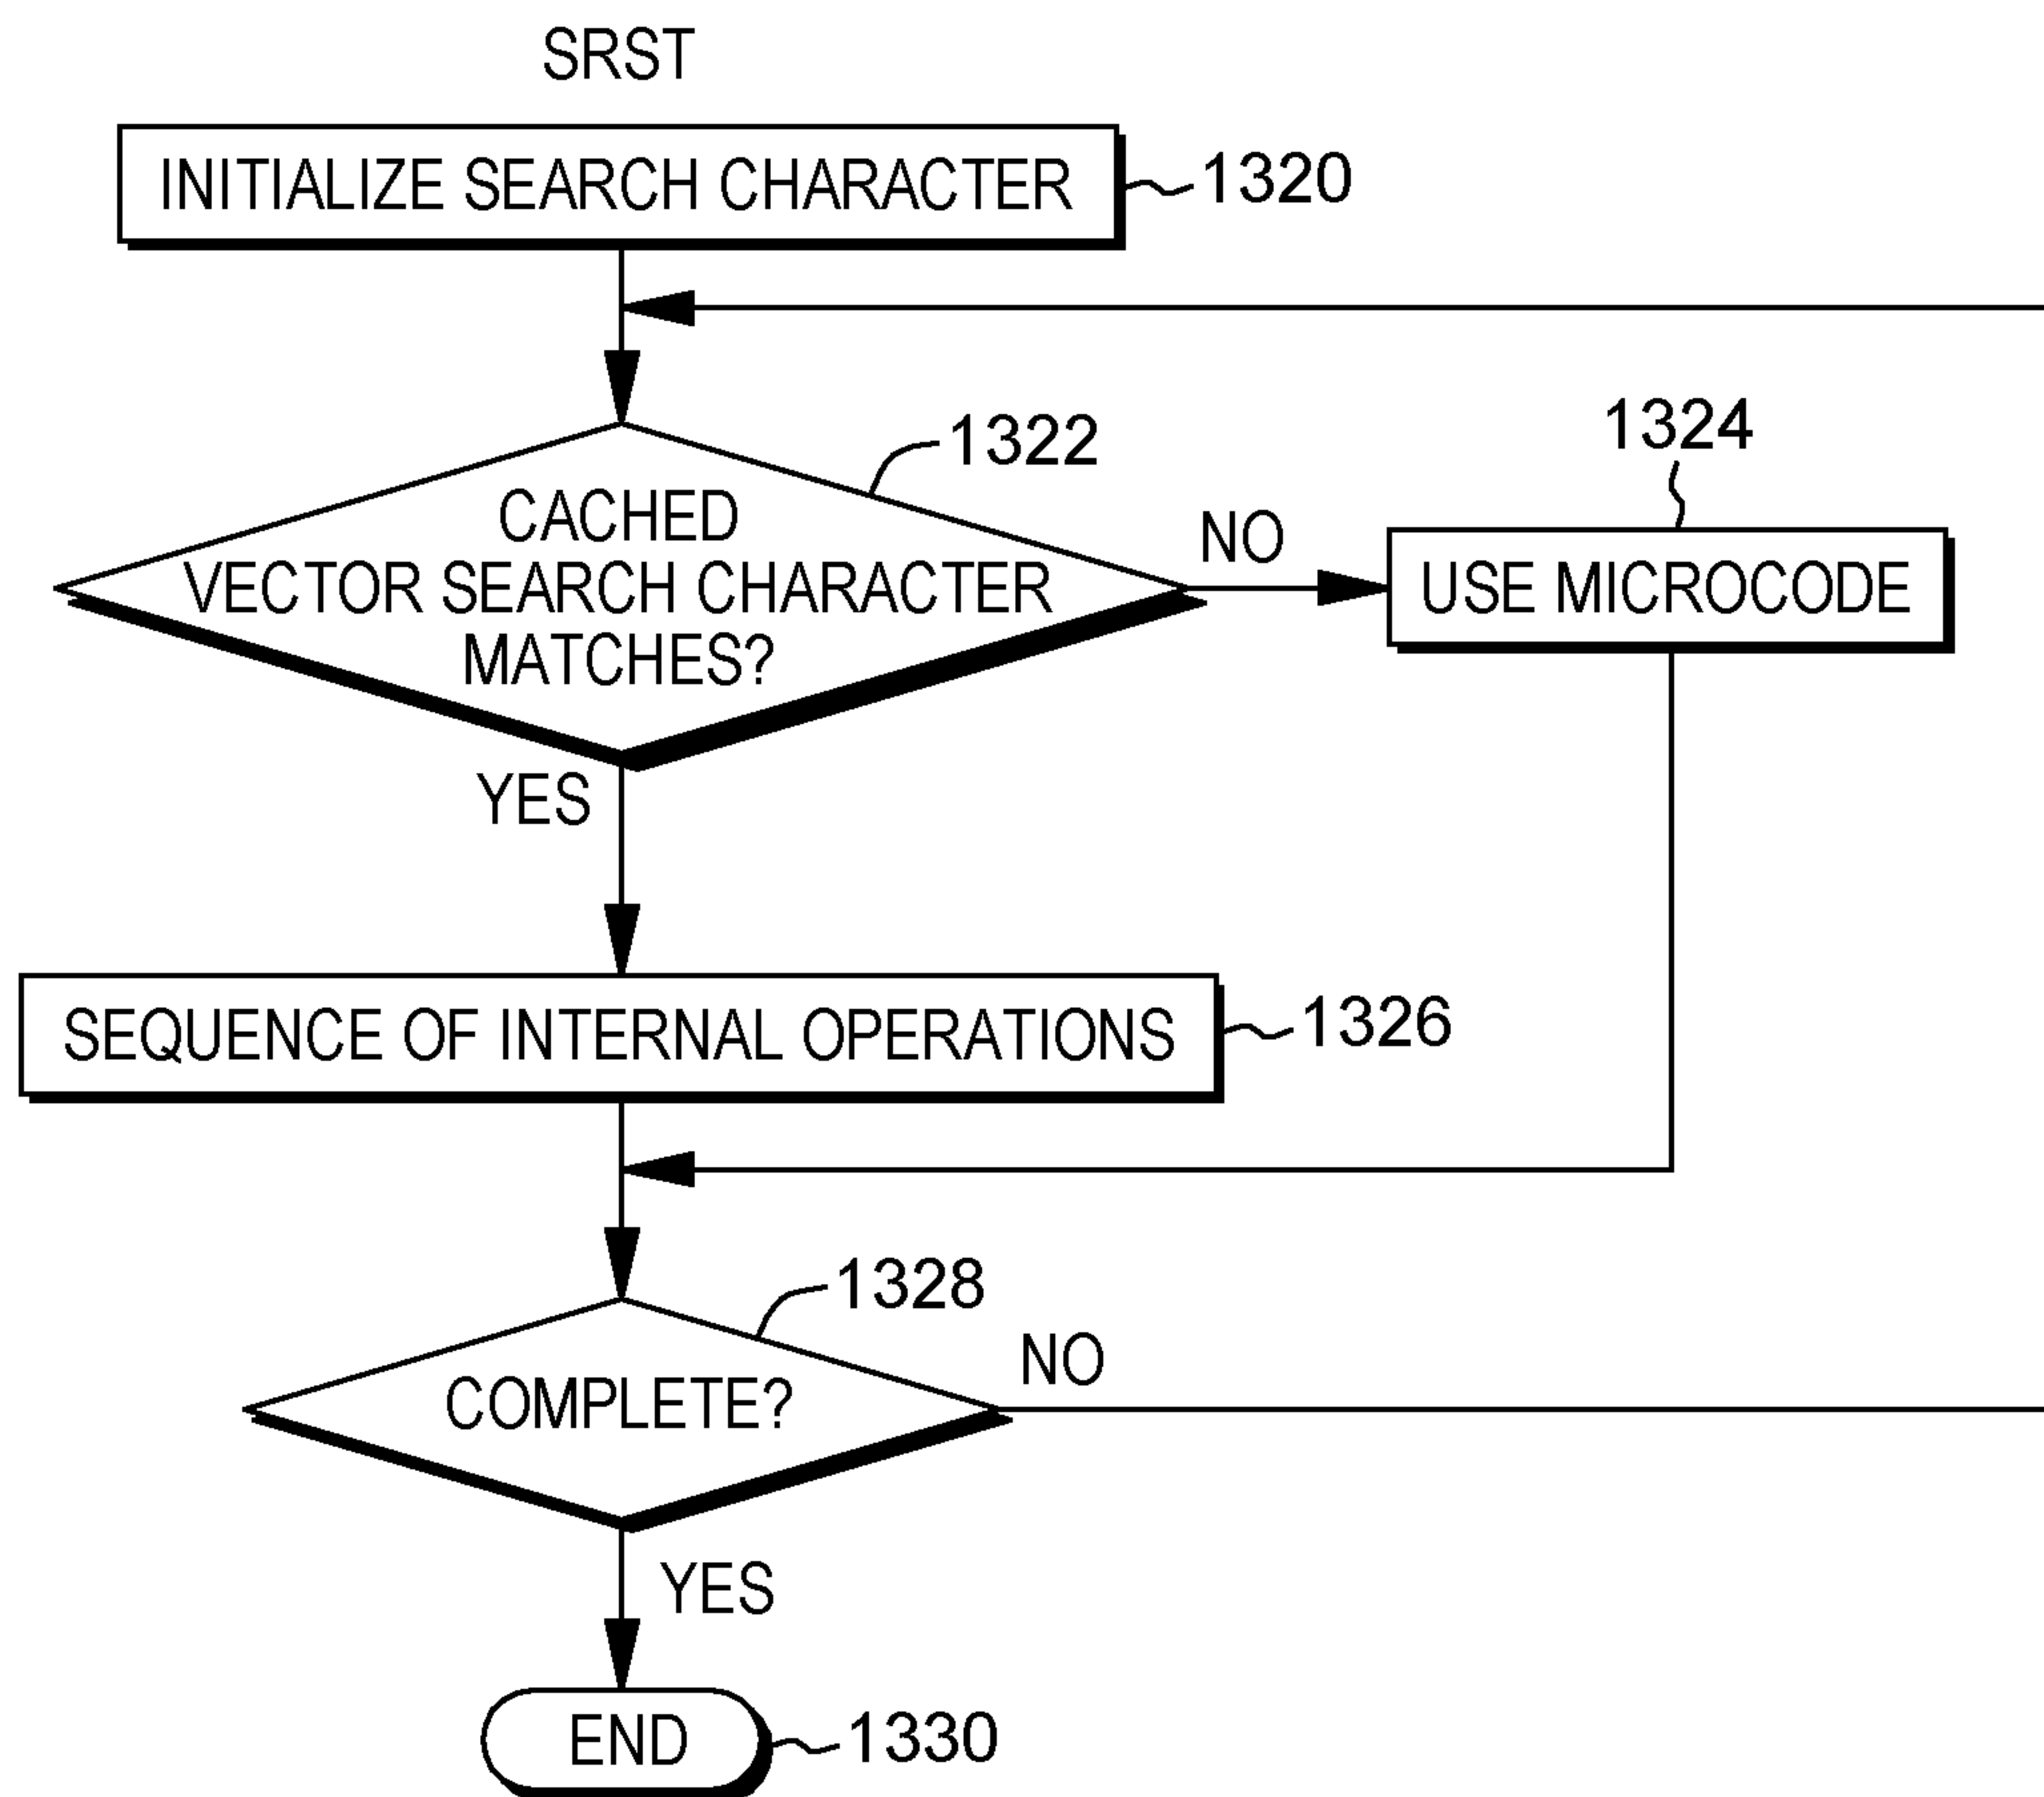 SRST
INITIALIZE SEARCH CHARACTER
1320
1322
1324
CACHED
VECTOR SEARCH CHARACTER
MATCHES?
NO
USE MICROCODE
YES
SEQUENCE OF INTERNAL OPERATIONS
1326
1328
COMPLETE?
NO
YES
END
1330